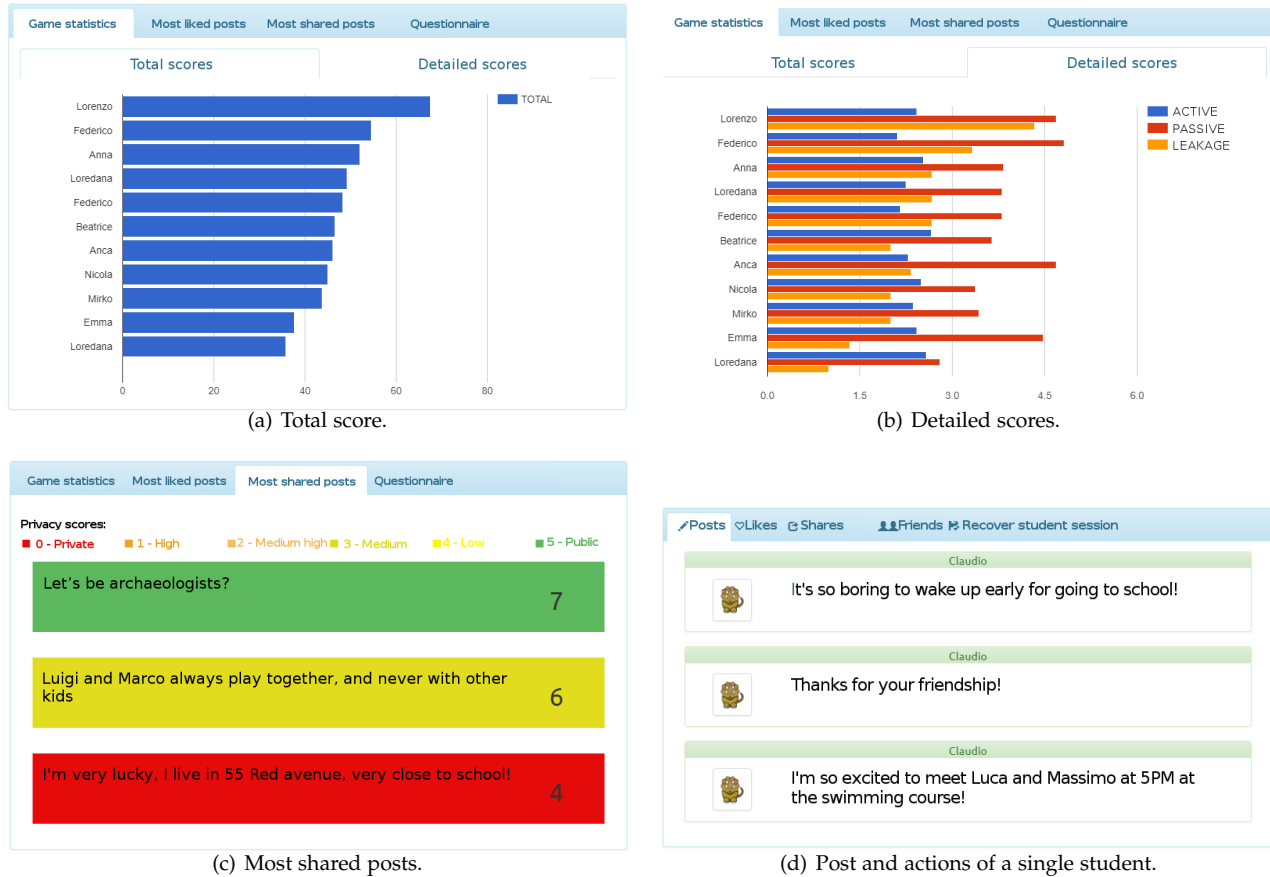 Game statistics Most liked posts Most shared posts Questionnaire
Total scores Detailed scores
Lorenzo
Federico
Anna
Loredana
Federico
Beatrice
Anca
Nicola
Mirko
Emma
Loredana
TOTAL
0 20 40 60 80
(a) Total score.
Game statistics Most liked posts Most shared posts Questionnaire
Total scores Detailed scores
Lorenzo
Federico
Anna
Loredana
Federico
Beatrice
Anca
Nicola
Mirko
Emma
Loredana
ACTIVE
PASSIVE
LEAKAGE
0.0 1.5 3.0 4.5 6.0
(b) Detailed scores.
Game statistics Most liked posts Most shared posts Questionnaire
Privacy scores:
0 - Private 1 - High 2 - Medium high 3 - Medium 4 - Low 5 - Public
Let's be archaeologists?
7
Luigi and Marco always play together, and never with other
kids
6
I'm very lucky, I live in 55 Red avenue, very close to school!
4
(c) Most shared posts.
Posts Likes Shares Friends Recover student session
Claudio
It's so boring to wake up early for going to school!
Claudio
Thanks for your friendship!
Claudio
I'm so excited to meet Luca and Massimo at 5PM at
the swimming course!
(d) Post and actions of a single student.